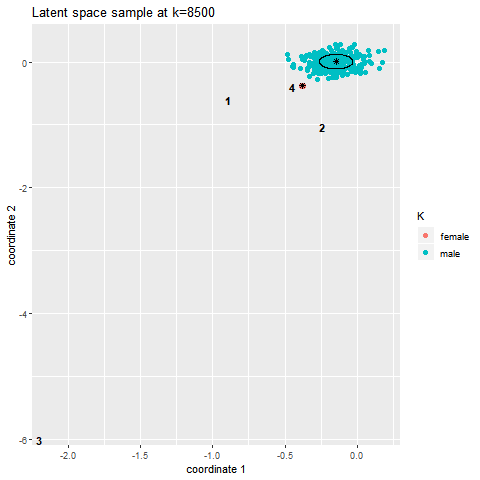 Latent space sample at k=8500
0
4
1
2
-2
K
female
male
coordinate 2
-4
-6
3
-2.0 -1.5 -1.0 -0.5 0.0
coordinate 1